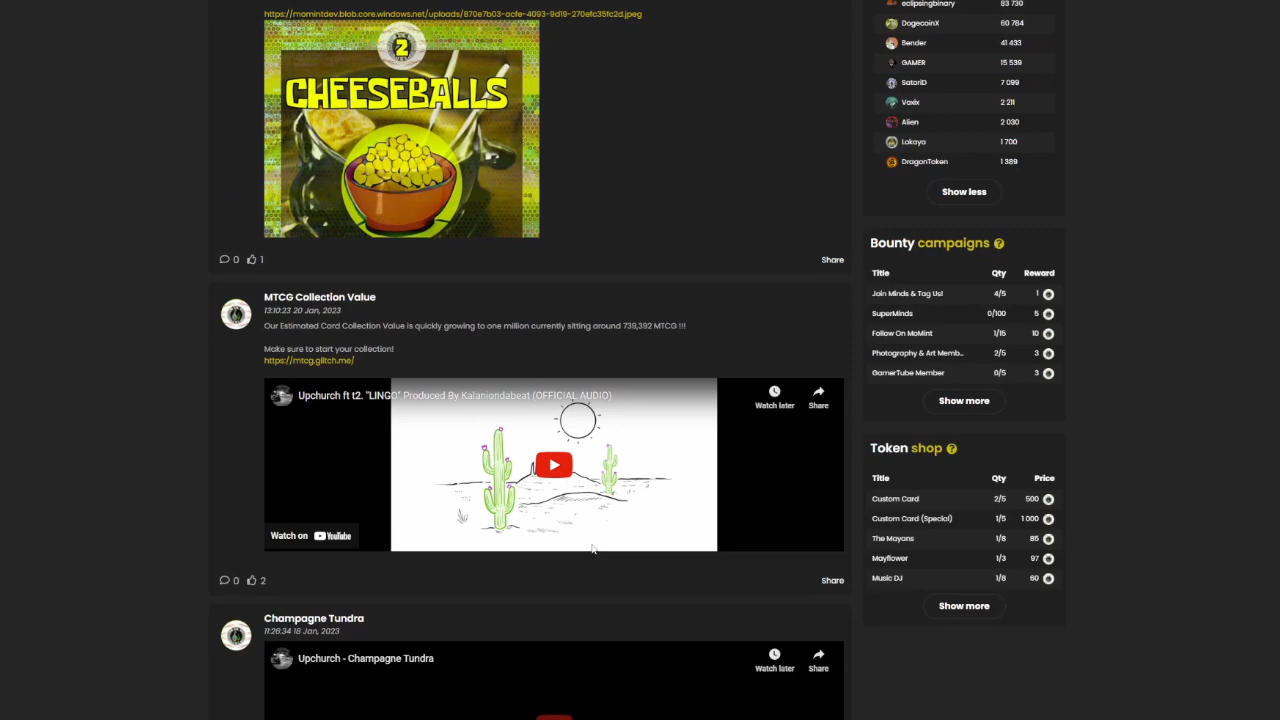 https://momintdev.blob.core.windows.net/uploads/870e7b03-acfe-4093-9d19-270efc35fc2d.jpeg
2
CHEESEBALLS
0 1
Share
MTCG Collection Value
13:10:23 20 Jan, 2023
Our Estimated Card Collection Value is quickly growing to one million currently sitting around 739,392 MTCG !!!
Make sure to start your collection!
https://mtcg.glitch.me/
Upchurch ft t2. "LINGO" Produced By Kalaniondabeat (OFFICIAL AUDIO)
Watch later
Share
Watch on YouTube
0 2
Share
Champagne Tundra
11:26:34 18 Jan, 2023
Upchurch - Champagne Tundra
Watch later
Share
eclipsingbinary 83 730
DogecoinX 60 784
Bender 41 433
GAMER 15 539
SatoriD 7 099
Voxix 2 211
Alien 2 030
Lokaya 1 700
DragonToken 1 389
Show less
Bounty campaigns ?
Title Qty Reward
Join Minds & Tag Us! 4/5 1
SuperMinds 0/100 5
Follow On MoMint 1/15 10
Photography & Art Memb... 2/5 3
GamerTube Member 0/5 3
Show more
Token shop ?
Title Qty Price
Custom Card 2/5 500
Custom Card (Special) 1/5 1 000
The Mayans 1/8 85
Mayflower 1/3 97
Music DJ 1/8 60
Show more